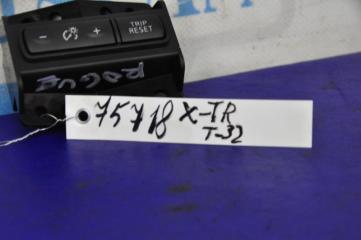 - +
TRIP
RESET
ROGUE
75718 X-TR
T-32